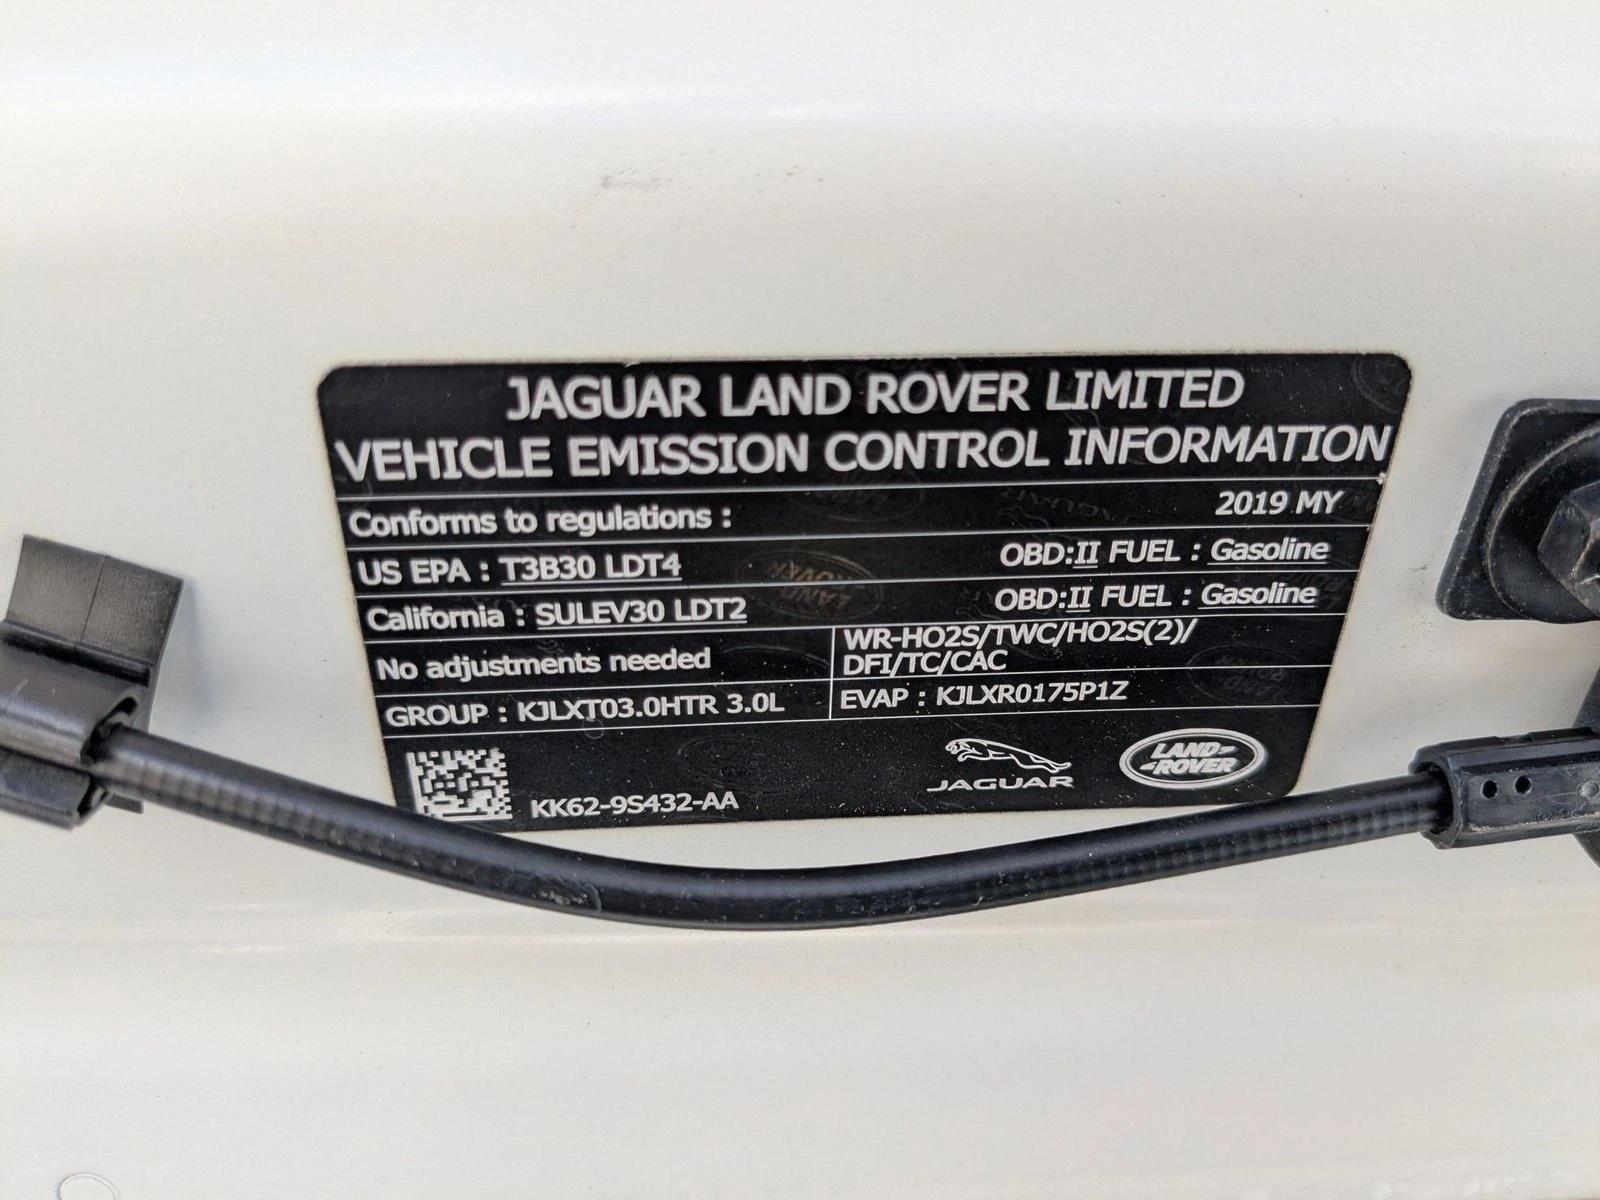 JAGUAR LAND ROVER LIMITED
VEHICLE EMISSION CONTROL INFORMATION
Conforms to regulations : 2019 MY
US EPA : T3B30 LDT4 OBD:II FUEL : Gasoline
California : SULEV30 LDT2 OBD:II FUEL : Gasoline
No adjustments needed
WR-HO2S/TWC/HO2S(2)/
DFI/TC/CAC
GROUP : KJLXT03.0HTR 3.0L
EVAP : KJLXR0175P1Z
KK62-9S432-AA
JAGUAR
LAND
ROVER